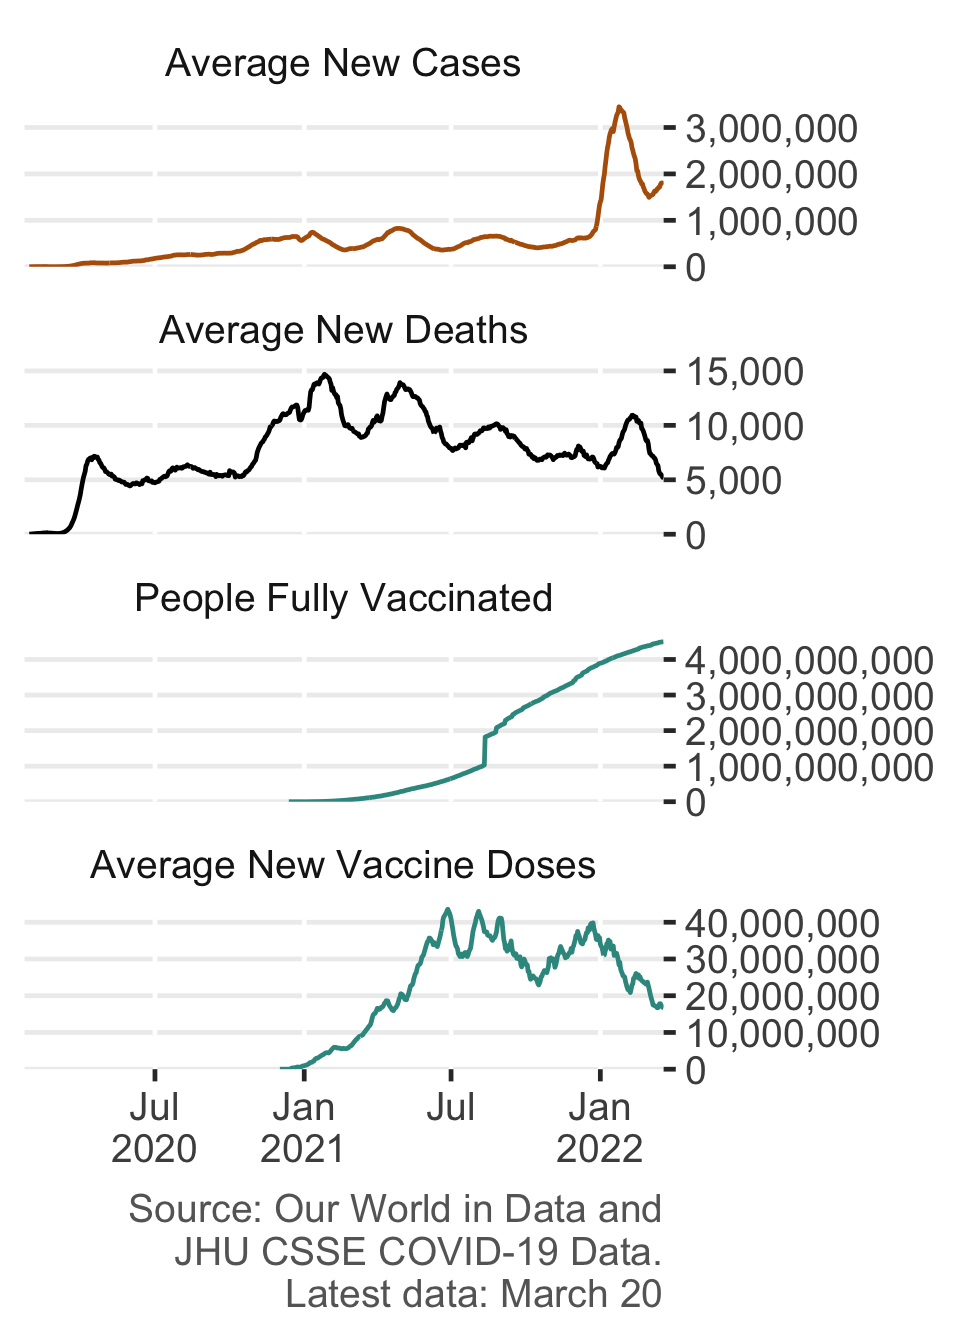 Average New Cases
3,000,000
2,000,000
1,000,000
0
Average New Deaths
15,000
10,000
5,000
0
People Fully Vaccinated
4,000,000,000
3,000,000,000
2,000,000,000
1,000,000,000
0
Average New Vaccine Doses
40,000,000
30,000,000
20,000,000
10,000,000
0
Jul Jan Jul Jan
2020 2021 2022
Source: Our World in Data and
JHU CSSE COVID-19 Data.
Latest data: March 20